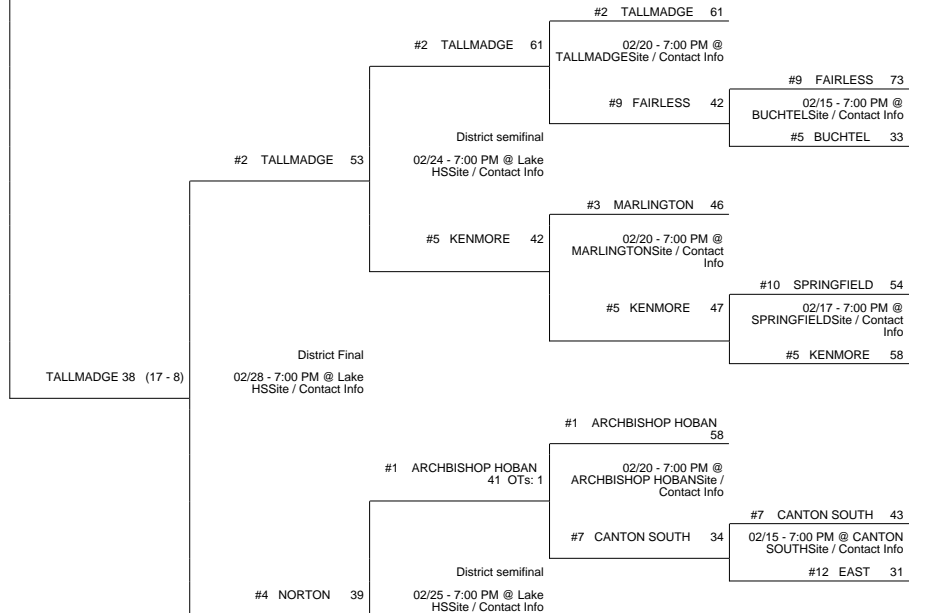 #2 TALLMADGE 61
#2 TALLMADGE 61
02/20 - 7:00 PM @
TALLMADGESite / Contact Info
#9 FAIRLESS 73
#9 FAIRLESS 42
02/15 - 7:00 PM @
BUCHTELSite / Contact Info
#5 BUCHTEL 33
District semifinal
#2 TALLMADGE 53
02/24 - 7:00 PM @ Lake
HSSite / Contact Info
#3 MARLINGTON 46
#5 KENMORE 42
02/20 - 7:00 PM @
MARLINGTONSite / Contact
Info
#10 SPRINGFIELD 54
#5 KENMORE 47
02/17 - 7:00 PM @
SPRINGFIELDSite / Contact
Info
#5 KENMORE 58
District Final
TALLMADGE 38 (17 - 8)
02/28 - 7:00 PM @ Lake
HSSite / Contact Info
#1 ARCHBISHOP HOBAN
58
#1 ARCHBISHOP HOBAN
41 OTs: 1
02/20 - 7:00 PM @
ARCHBISHOP HOBANSite /
Contact Info
#7 CANTON SOUTH 43
#7 CANTON SOUTH 34
02/15 - 7:00 PM @ CANTON
SOUTHSite / Contact Info
#12 EAST 31
District semifinal
#4 NORTON 39
02/25 - 7:00 PM @ Lake
HSSite / Contact Info